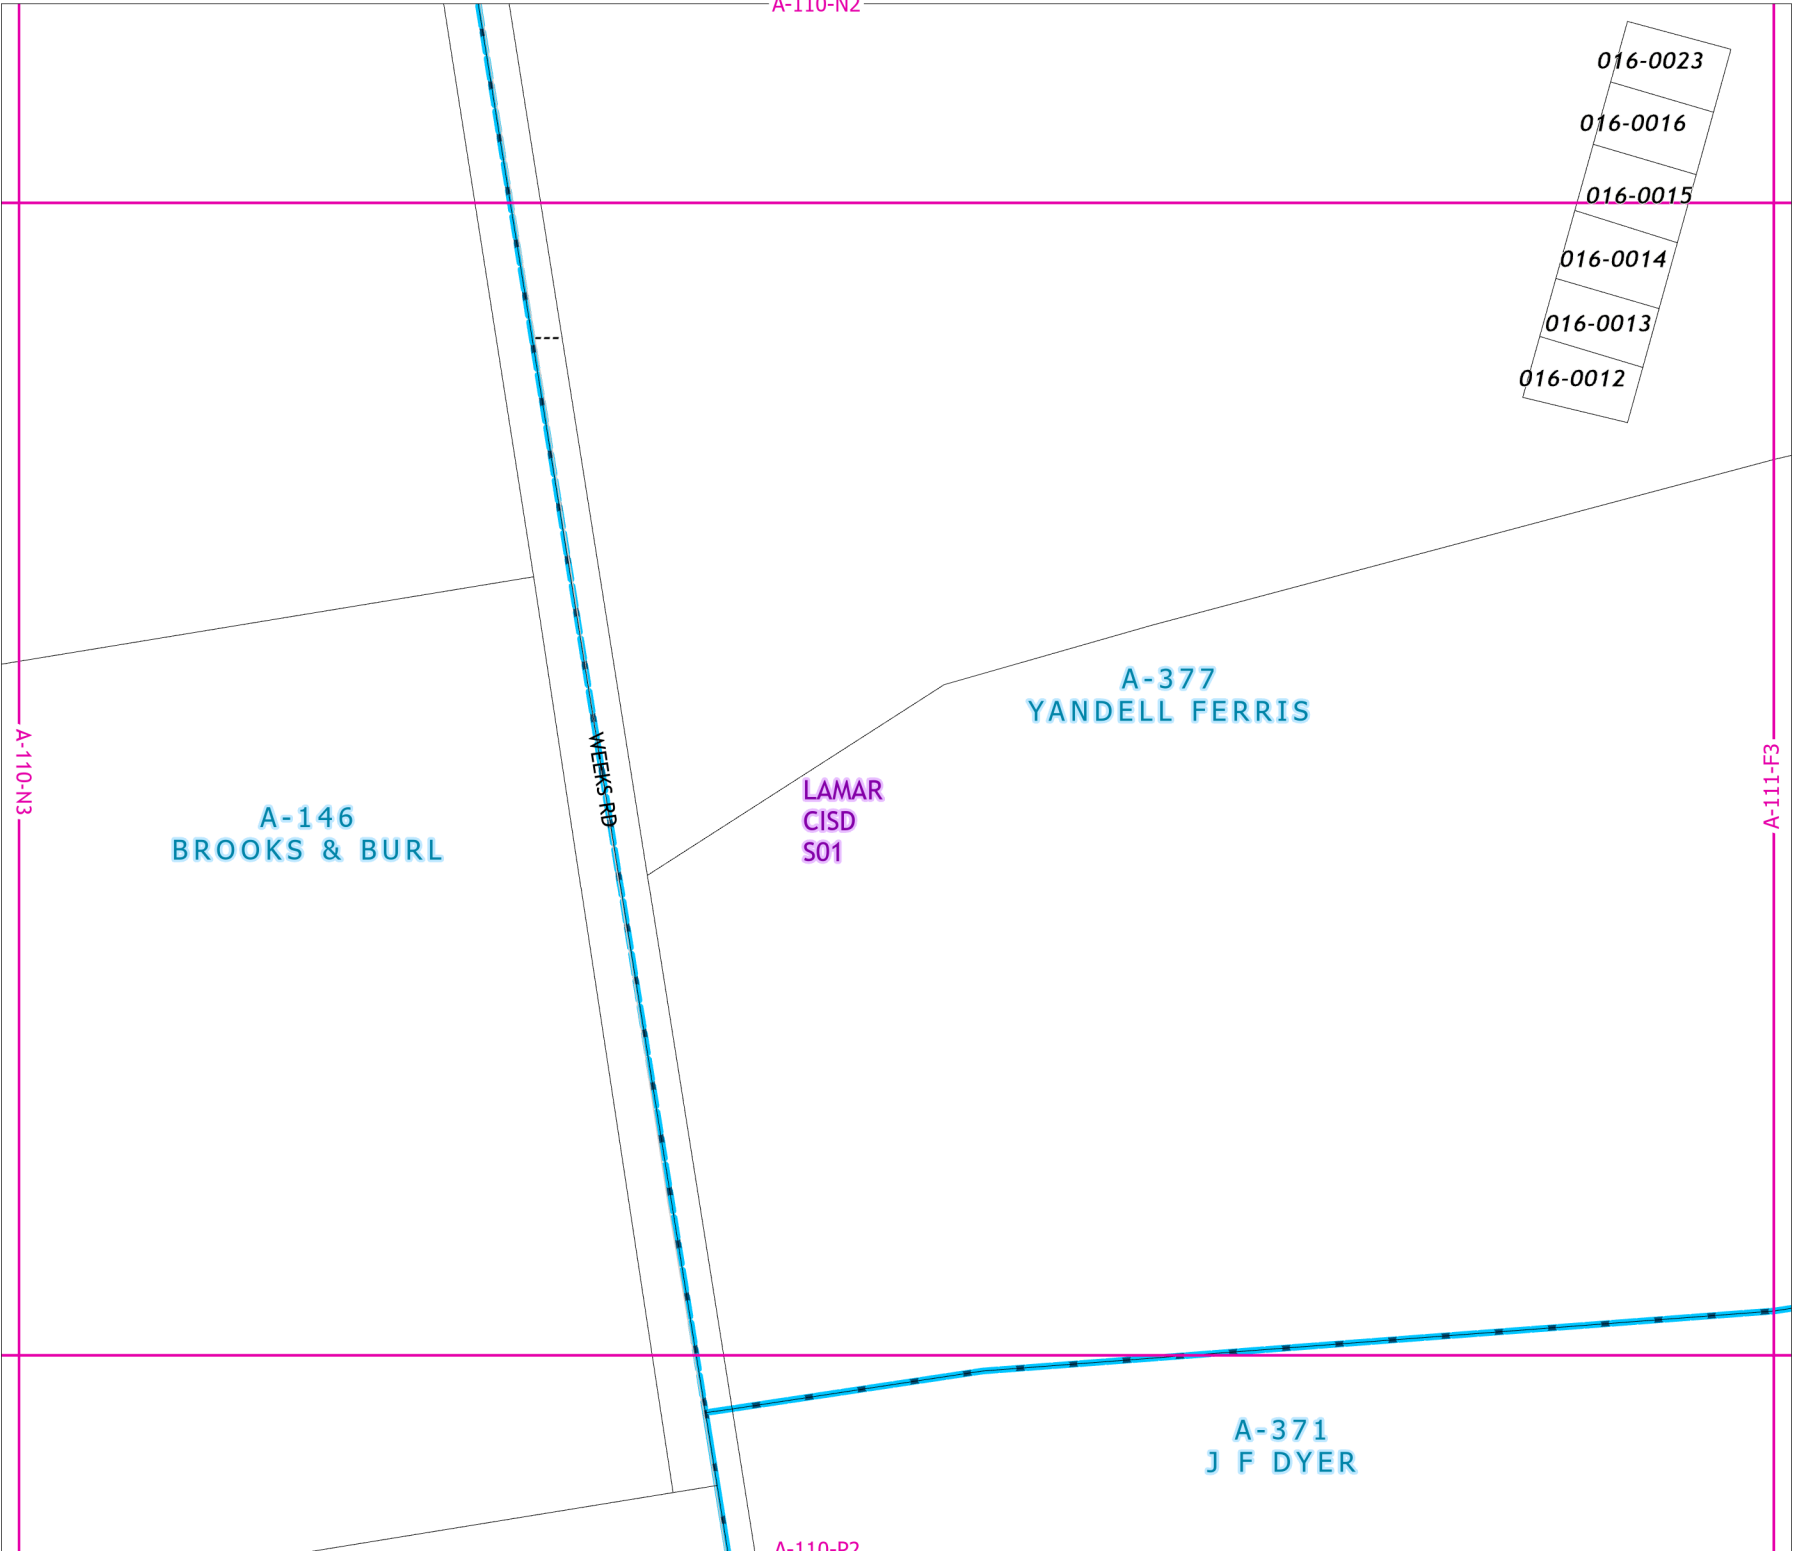 A-110-N2
016-0023
016-0016
016-0015
016-0014
016-0013
016-0012
A-377
YANDELL FERRIS
A-110-N3
WEEKS RD
A-111-F3
LAMAR
CISD
S01
A-146
BROOKS & BURL
A-371
J F DYER
A-110-P2